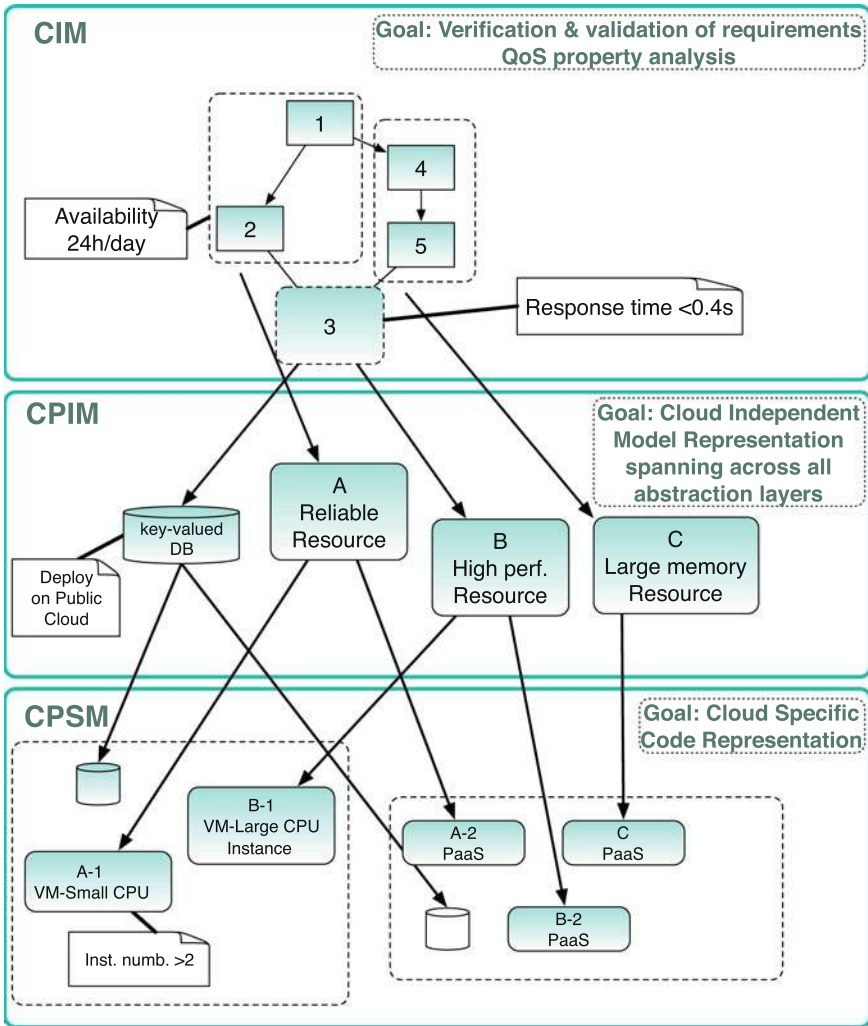 CIM
Goal: Verification & validation of requirements
QoS property analysis
1
4
Availability
24h/day
2
5
3
Response time <0.4s
CPIM
Goal: Cloud Independent
Model Representation
spanning across all
abstraction layers
key-valued
DB
A
Reliable
Resource
B
High perf.
Resource
C
Large memory
Resource
Deploy
on Public
Cloud
CPSM
Goal: Cloud Specific
Code Representation
B-1
VM-Large CPU
Instance
A-2
PaaS
C
PaaS
A-1
VM-Small CPU
B-2
PaaS
Inst. numb. >2